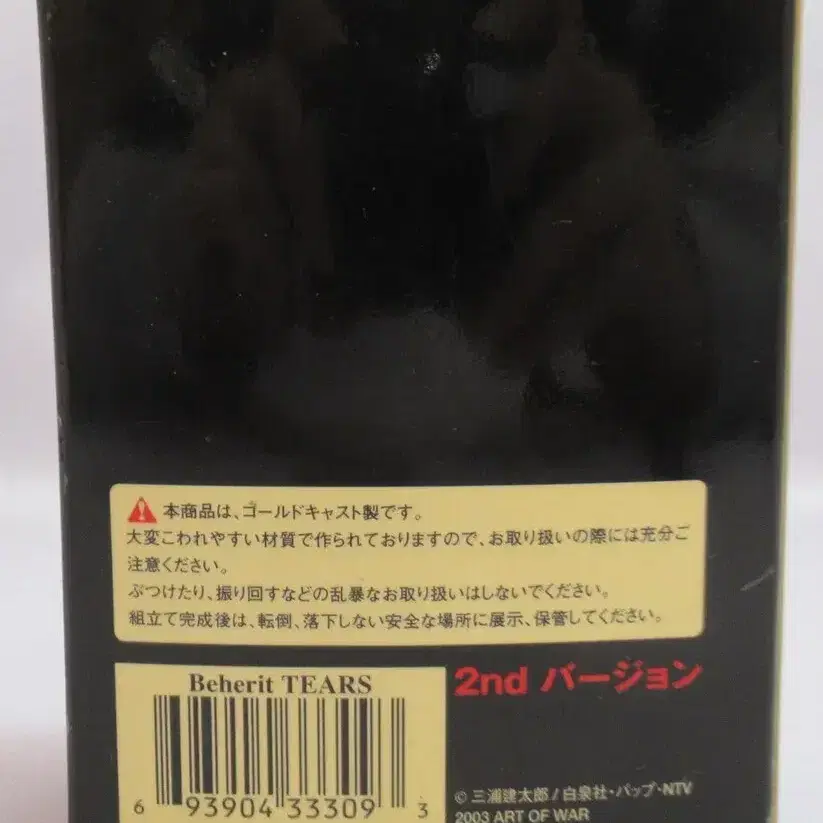 本商品は、ゴールドキャスト製です。
大変こわれやすい材質で作られておりますので、お取り扱いの際には充分ご
注意ください。
ぶつけたり、振り回すなどの乱暴なお取り扱いはしないでください。
組立て完成後は、転倒、落下しない安全な場所に展示、保管してください。
Beherit TEARS
2nd バージョン
6 93904 33309 3
© 三浦建太郎/白泉社・バップ・NTV
2003 ART OF WAR